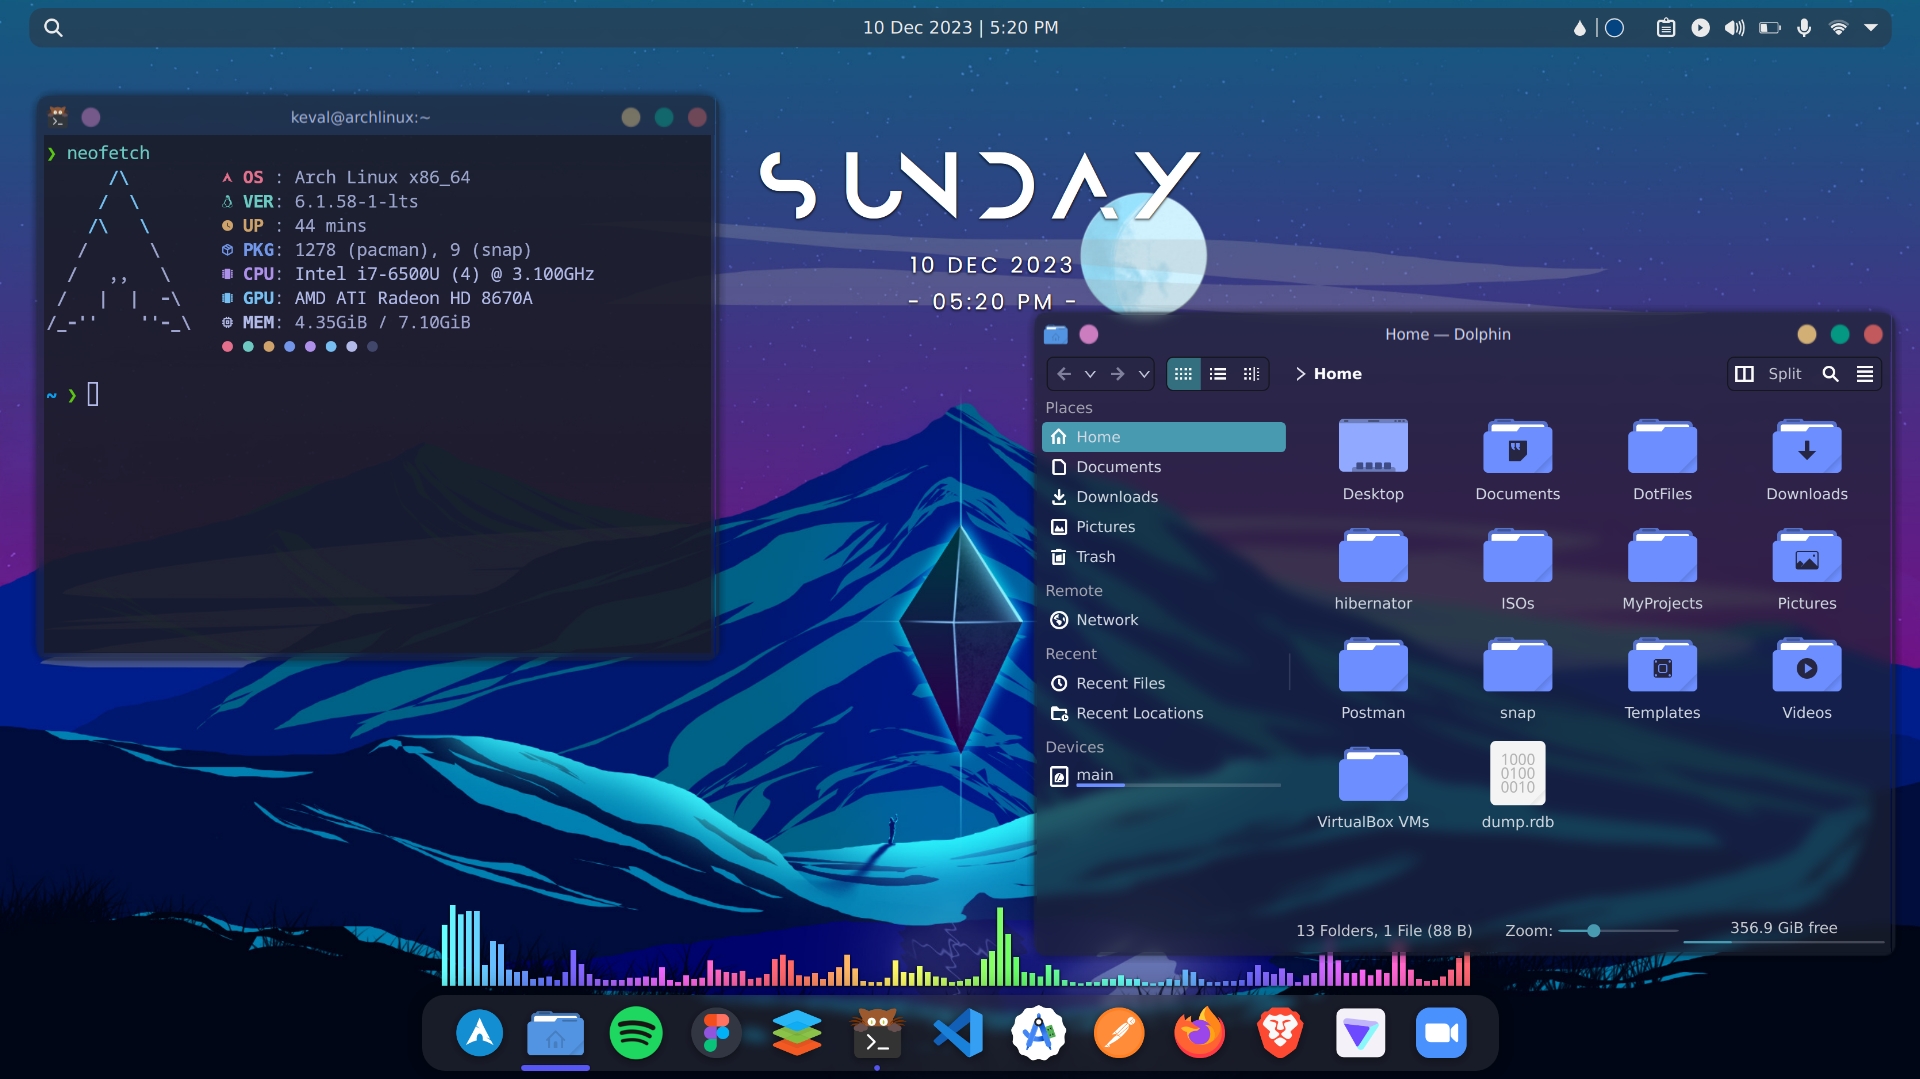 10 Dec 2023 | 5:20 PM
keval@archlinux:~
❯ neofetch
OS : Arch Linux x86_64
VER: 6.1.58-1-lts
UP : 44 mins
PKG: 1278 (pacman), 9 (snap)
CPU: Intel i7-6500U (4) @ 3.100GHz
GPU: AMD ATI Radeon HD 8670A
MEM: 4.35GiB / 7.10GiB
~ ❯
SUNDAY
10 DEC 2023
- 05:20 PM -
Home — Dolphin
> Home
Split
Places
Home
Documents
Downloads
Pictures
Trash
Remote
Network
Recent
Recent Files
Recent Locations
Devices
main
Desktop
Documents
DotFiles
Downloads
hibernator
ISOs
MyProjects
Pictures
Postman
snap
Templates
Videos
1000
0100
0010
VirtualBox VMs
dump.rdb
13 Folders, 1 File (88 B)
Zoom:
356.9 GiB free